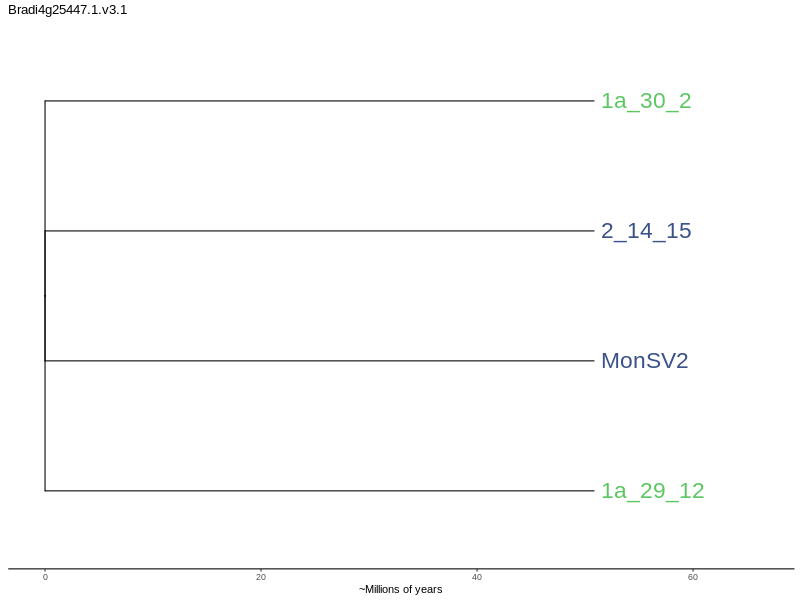 Bradi4g25447.1.v3.1
1a_30_2
2_14_15
MonSV2
1a_29_12
0 20 40 60
~Millions of years